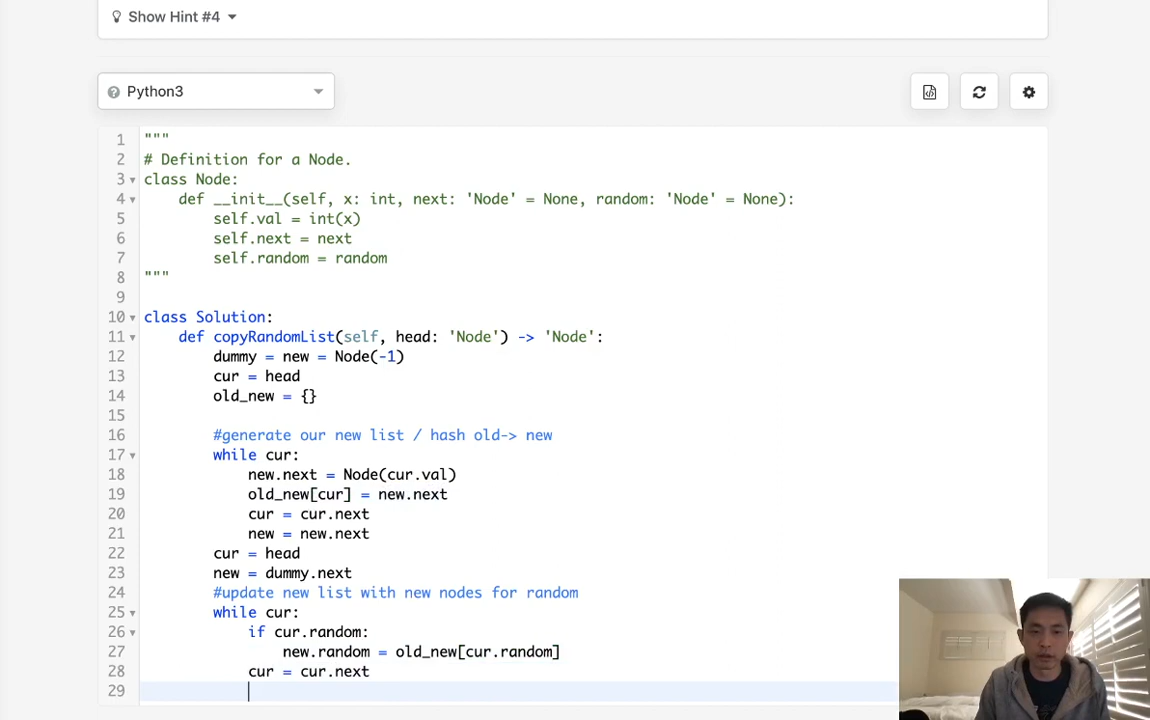 Show Hint #4
Python3
1 """
2 # Definition for a Node.
3 class Node:
4     def __init__(self, x: int, next: 'Node' = None, random: 'Node' = None):
5         self.val = int(x)
6         self.next = next
7         self.random = random
8 """
9
10 class Solution:
11     def copyRandomList(self, head: 'Node') -> 'Node':
12         dummy = new = Node(-1)
13         cur = head
14         old_new = {}
15
16         #generate our new list / hash old-> new
17         while cur:
18             new.next = Node(cur.val)
19             old_new[cur] = new.next
20             cur = cur.next
21             new = new.next
22         cur = head
23         new = dummy.next
24         #update new list with new nodes for random
25         while cur:
26             if cur.random:
27                 new.random = old_new[cur.random]
28             cur = cur.next
29